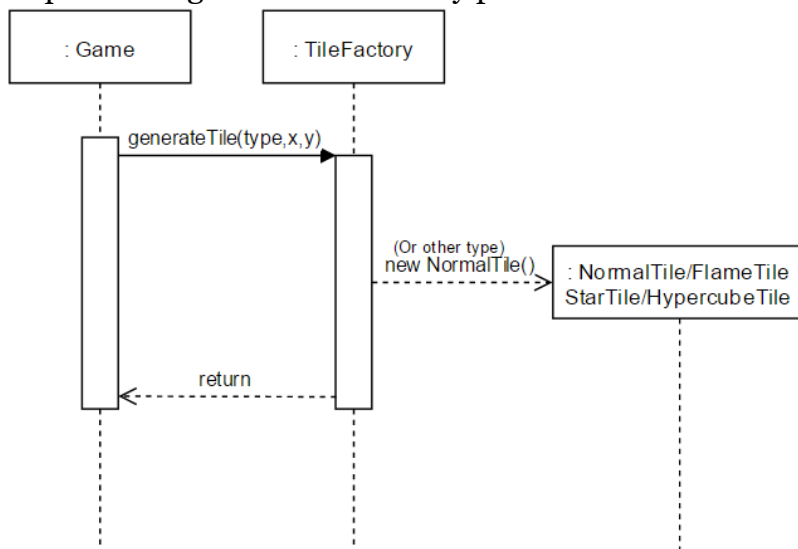 : Game
: TileFactory
generateTile(type,x,y)
(Or other type)
new NormalTile()
: NormalTile/FlameTile
StarTile/HypercubeTile
return